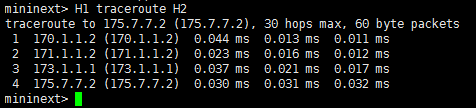 mininext> H1 traceroute H2
traceroute to 175.7.7.2 (175.7.7.2), 30 hops max, 60 byte packets
1 170.1.1.2 (170.1.1.2) 0.044 ms 0.013 ms 0.011 ms
2 171.1.1.2 (171.1.1.2) 0.023 ms 0.016 ms 0.012 ms
3 173.1.1.1 (173.1.1.1) 0.037 ms 0.021 ms 0.017 ms
4 175.7.7.2 (175.7.7.2) 0.030 ms 0.031 ms 0.032 ms
mininext>